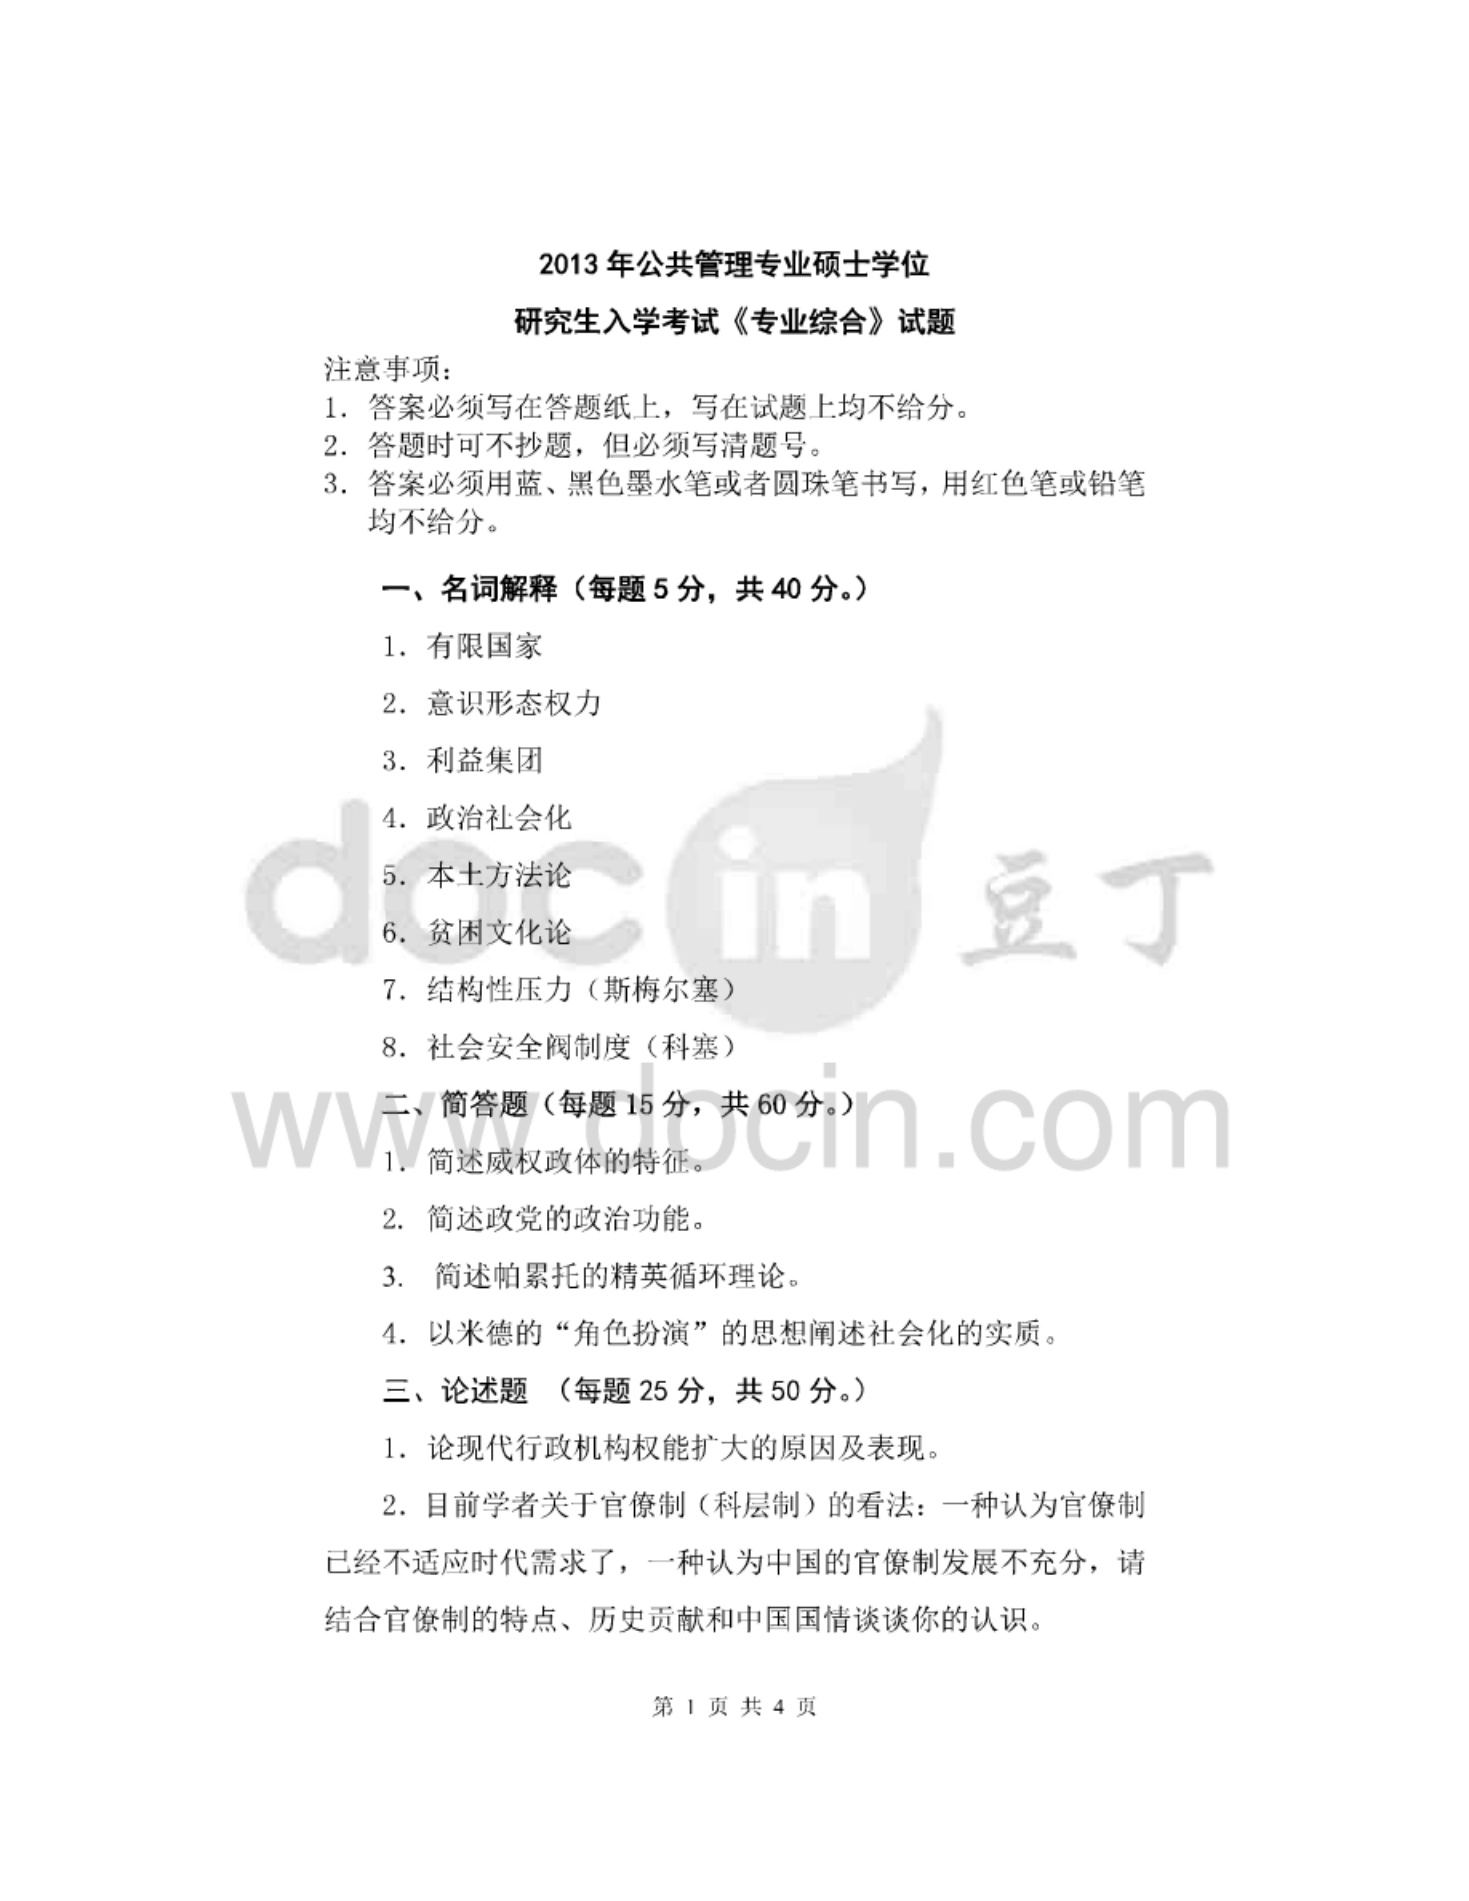 2013 年公共管理专业硕士学位
研究生入学考试《专业综合》试题
注意事项：
1. 答案必须写在答题纸上，写在试题上均不给分。
2. 答题时可不抄题，但必须写清题号。
3. 答案必须用蓝、黑色墨水笔或者圆珠笔书写，用红色笔或铅笔
均不给分。
一、名词解释（每题 5 分，共 40 分。）
1. 有限国家
2. 意识形态权力
3. 利益集团
4. 政治社会化
5. 本土方法论
6. 贫困文化论
7. 结构性压力（斯梅尔塞）
8. 社会安全阀制度（科塞）
二、简答题（每题 15 分，共 60 分。）
1. 简述威权政体的特征。
2. 简述政党的政治功能。
3. 简述帕累托的精英循环理论。
4. 以米德的“角色扮演”的思想阐述社会化的实质。
三、论述题 （每题 25 分，共 50 分。）
1. 论现代行政机构权能扩大的原因及表现。
2. 目前学者关于官僚制（科层制）的看法：一种认为官僚制
已经不适应时代需求了，一种认为中国的官僚制发展不充分，请
结合官僚制的特点、历史贡献和中国国情谈谈你的认识。
第 1 页 共 4 页
docin 豆丁
www.docin.com